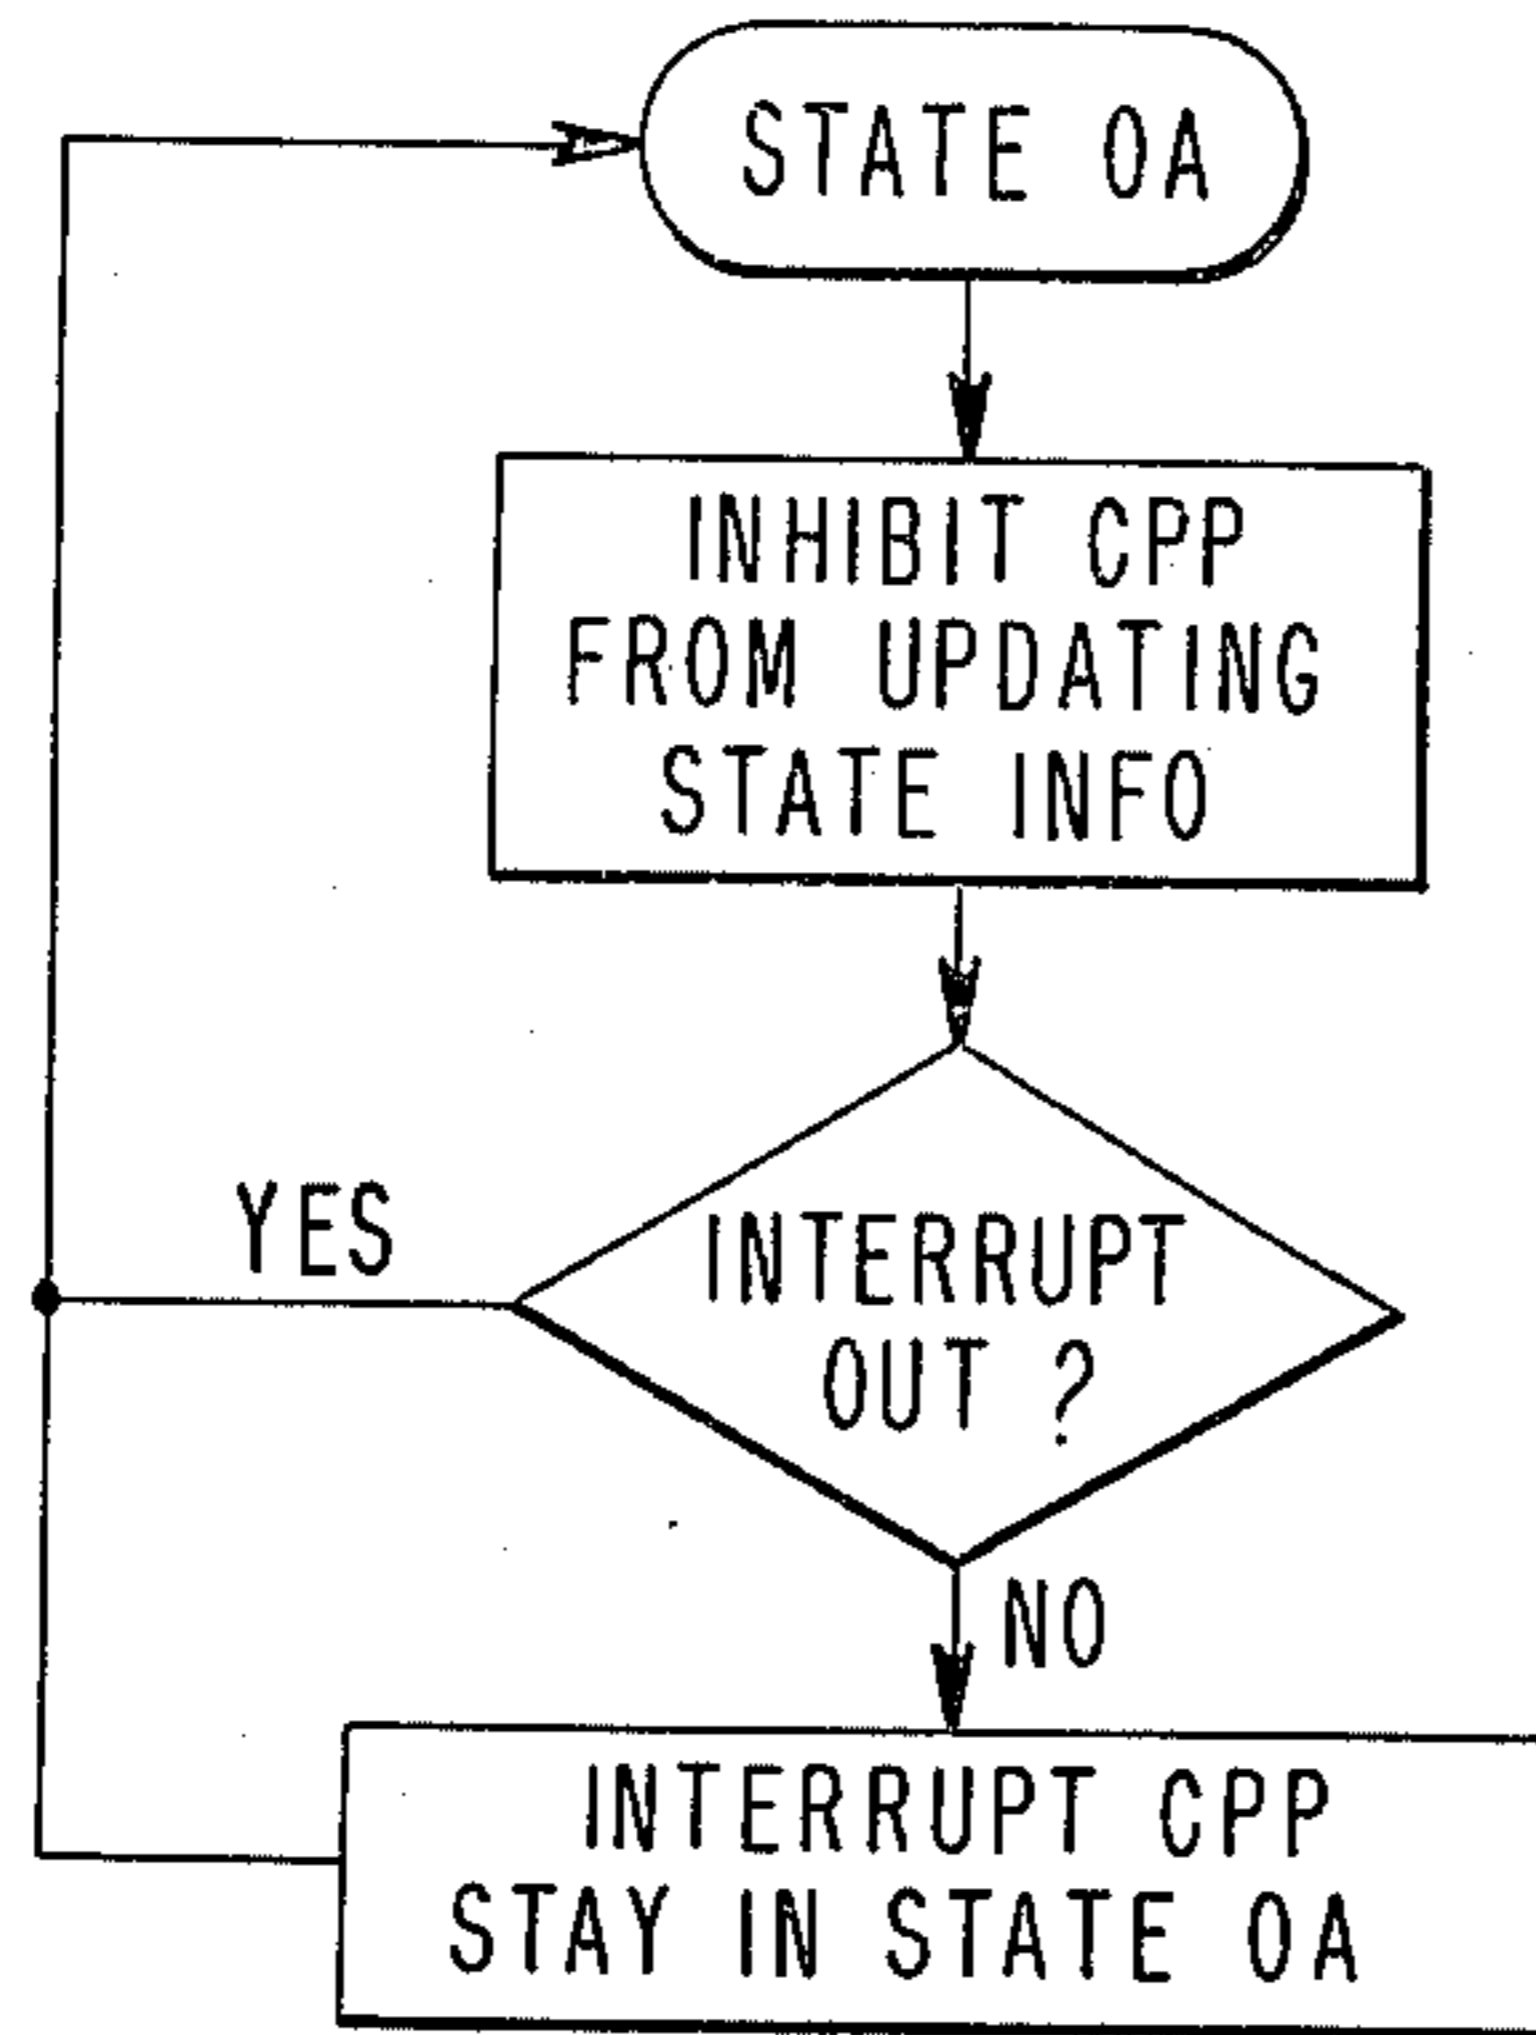 STATE 0A
INHIBIT CPP
FROM UPDATING
STATE INFO
YES
INTERRUPT
OUT ?
NO
INTERRUPT CPP
STAY IN STATE 0A